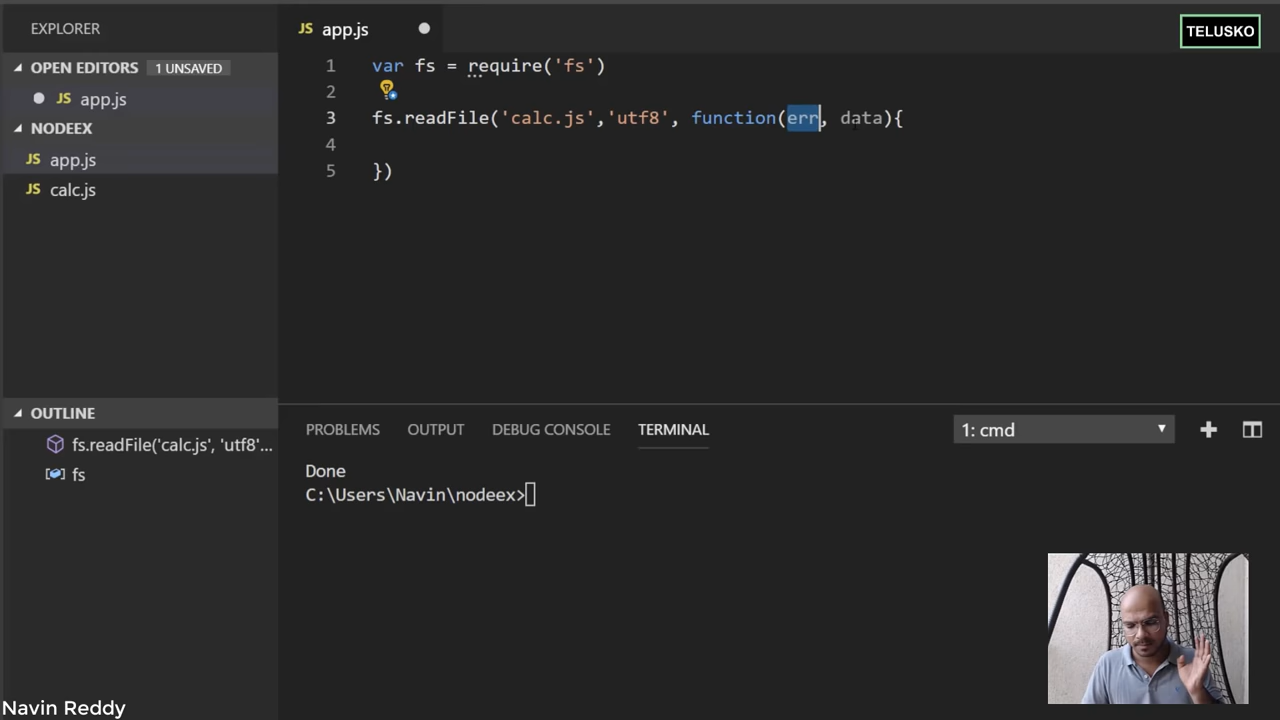 EXPLORER
JS app.js
TELUSKO
OPEN EDITORS 1 UNSAVED
JS app.js
NODEEX
JS app.js
JS calc.js
1 var fs = require('fs')
2
3 fs.readFile('calc.js','utf8', function(err, data){
4
5 })
OUTLINE
fs.readFile('calc.js', 'utf8'...
fs
PROBLEMS OUTPUT DEBUG CONSOLE TERMINAL 1: cmd
Done
C:\Users\Navin\nodeex>
Navin Reddy